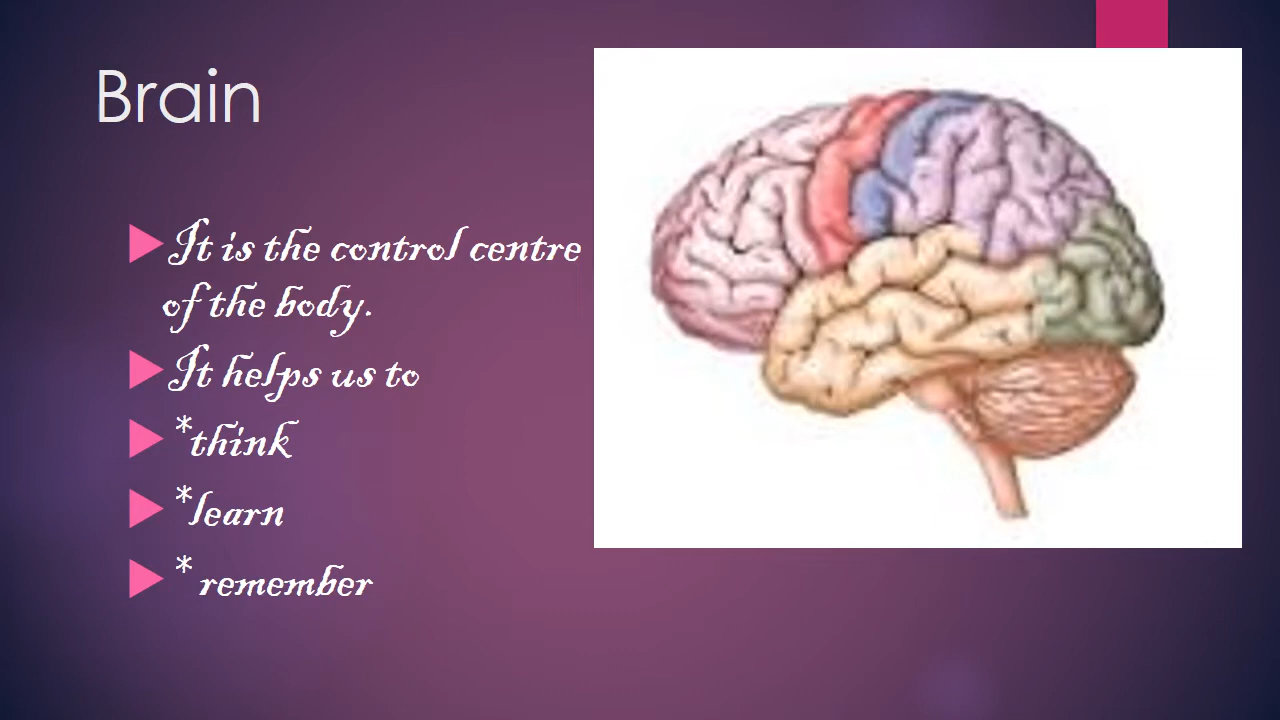 Brain
It is the control centre
of the body.
It helps us to
*think
*learn
* remember